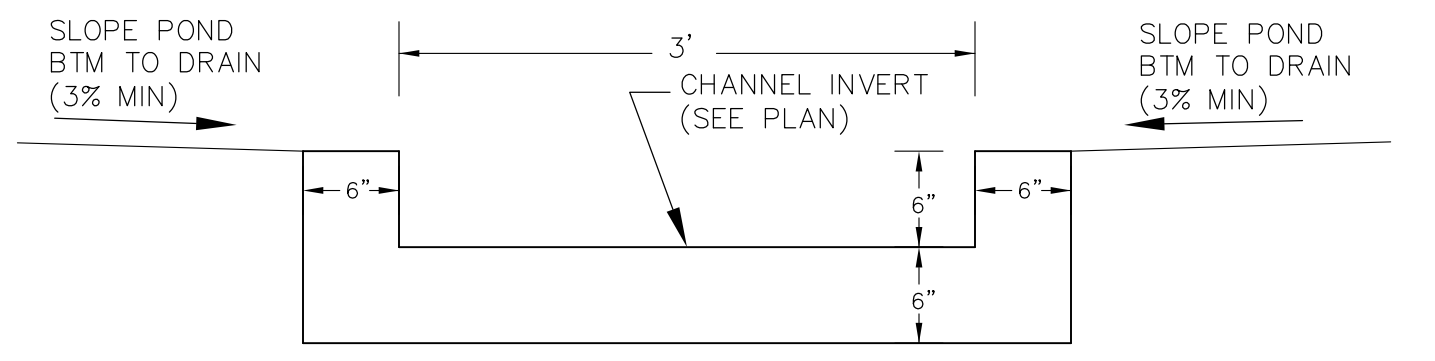 SLOPE POND
BTM TO DRAIN
(3% MIN)
3'
CHANNEL INVERT
(SEE PLAN)
SLOPE POND
BTM TO DRAIN
(3% MIN)
6"
6"
6"
6"